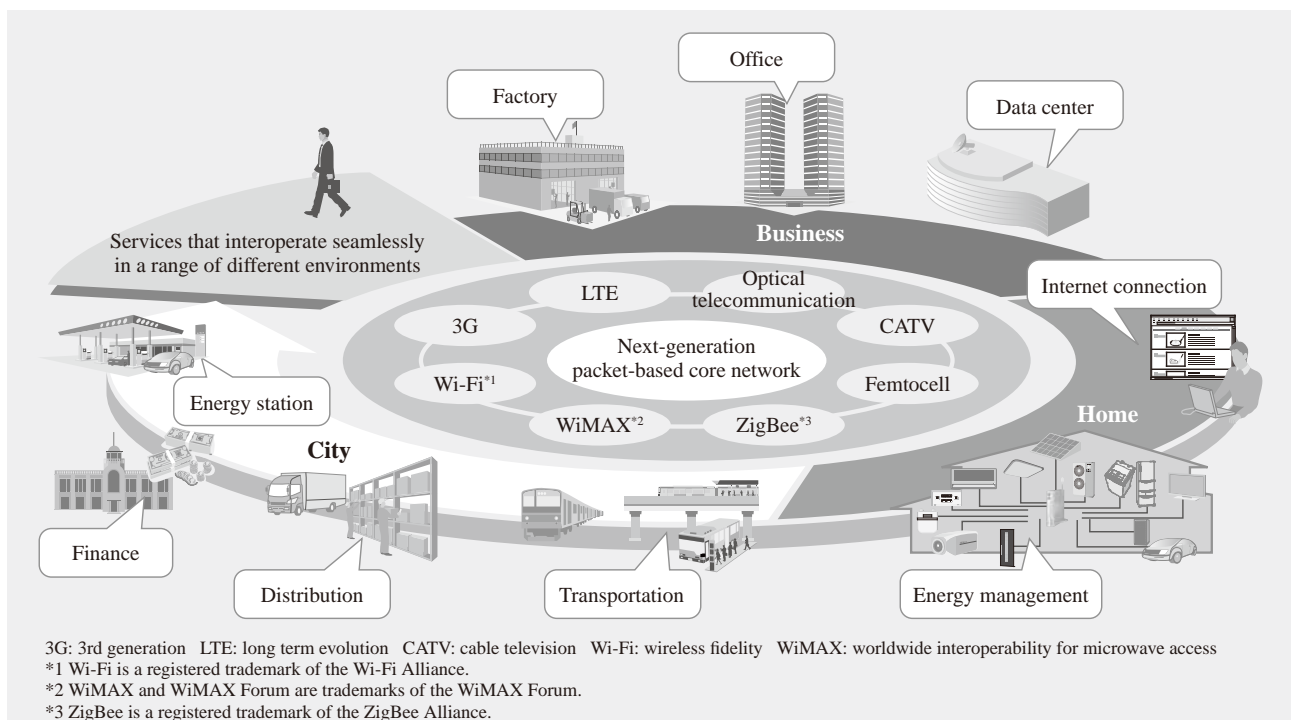 Office
Factory
Data center
Services that interoperate seamlessly
in a range of different environments
Business
Internet connection
LTE
Optical
telecommunication
3G
CATV
Next-generation
packet-based core network
Wi-Fi*1
Femtocell
Energy station
WiMAX*2
ZigBee*3
Home
City
Finance
Distribution
Transportation
Energy management
3G: 3rd generation LTE: long term evolution CATV: cable television Wi-Fi: wireless fidelity WiMAX: worldwide interoperability for microwave access
*1 Wi-Fi is a registered trademark of the Wi-Fi Alliance.
*2 WiMAX and WiMAX Forum are trademarks of the WiMAX Forum.
*3 ZigBee is a registered trademark of the ZigBee Alliance.